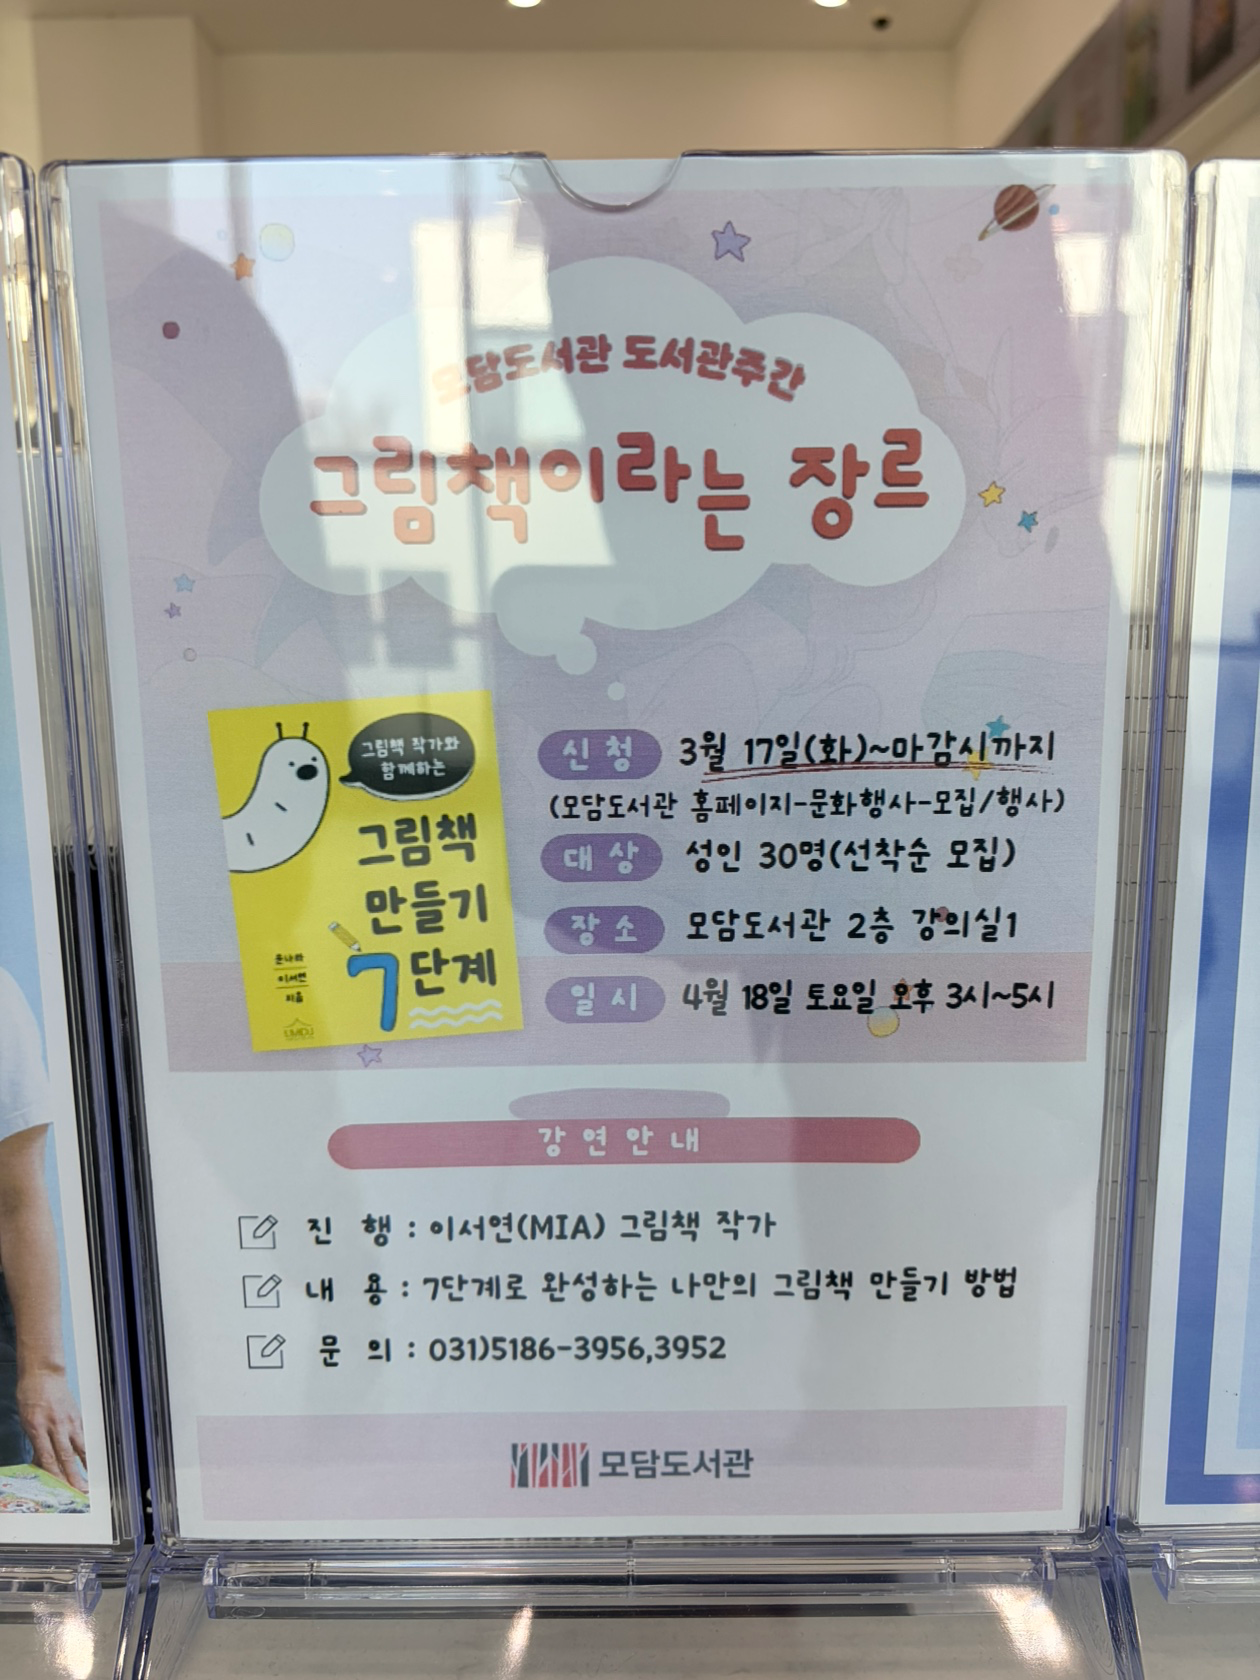 모담도서관 도서관주간
그림책이라는 장르
그림책 작가와
함께하는
그림책
만들기
7단계
윤나라
이서연
지음
신청 3월 17일(화)~마감시까지
(모담도서관 홈페이지-문화행사-모집/행사)
대상 성인 30명(선착순 모집)
장소 모담도서관 2층 강의실1
일시 4월 18일 토요일 오후 3시~5시
강연안내
진 행 : 이서연(MIA) 그림책 작가
내 용 : 7단계로 완성하는 나만의 그림책 만들기 방법
문 의 : 031)5186-3956,3952
모담도서관